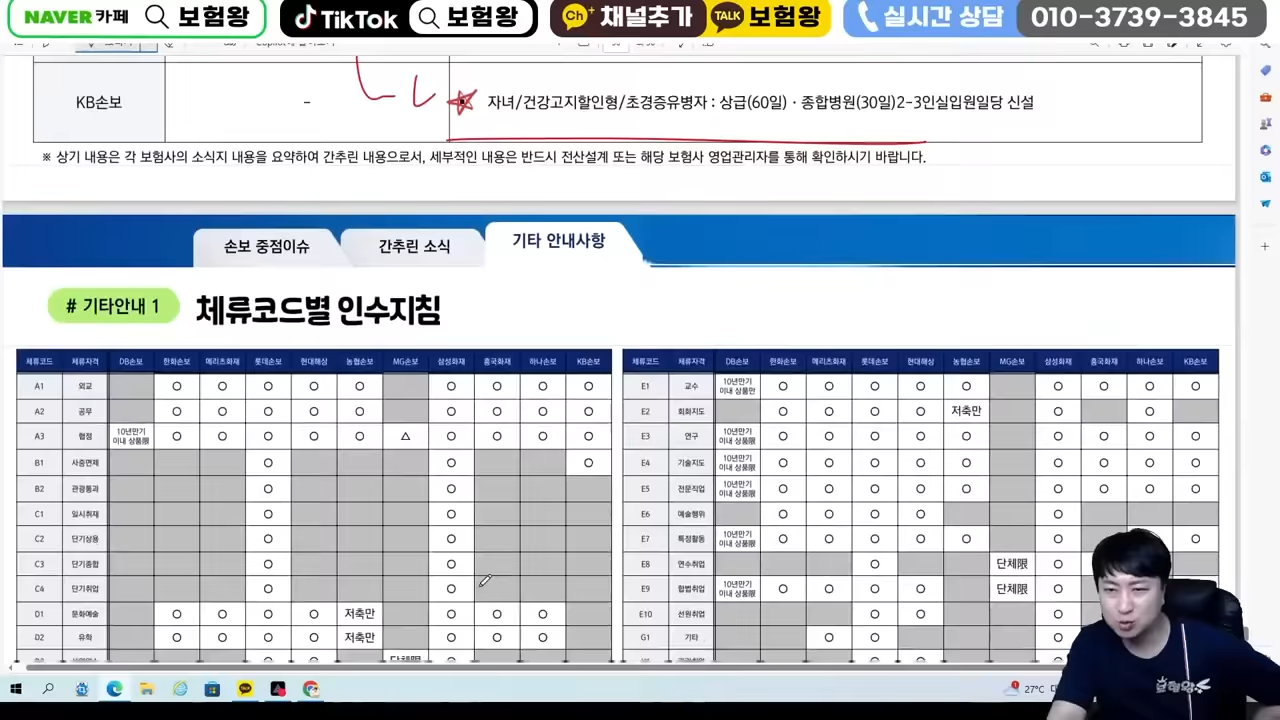 NAVER 카페 보험왕 TikTok 보험왕 Ch+ 채널추가 TALK 보험왕 실시간 상담 010-3739-3845
KB손보 - 자녀/건강고지할인형/초경증유병자 : 상급(60일) · 종합병원(30일)2-3인실입원일당 신설
※ 상기 내용은 각 보험사의 소식지 내용을 요약하여 간추린 내용으로서, 세부적인 내용은 반드시 전산설계 또는 해당 보험사 영업관리자를 통해 확인하시기 바랍니다.
손보 중점이슈 간추린 소식 기타 안내사항
# 기타안내 1 체류코드별 인수지침
체류코드 체류자격 DB손보 한화손보 메리츠화재 롯데손보 현대해상 농협손보 MG손보 삼성화재 흥국화재 하나손보 KB손보
A1 외교 ○ ○ ○ ○ ○ ○ ○ ○ ○
A2 공무 ○ ○ ○ ○ ○ ○ ○ ○ ○
A3 협정 10년만기 이내 상품限 ○ ○ ○ ○ ○ △ ○ ○ ○ ○
B1 사증면제 ○ ○ ○
B2 관광통과 ○ ○
C1 일시취재 ○ ○
C2 단기상용 ○ ○
C3 단기종합 ○ ○
C4 단기취업 ○ ○
D1 문화예술 ○ ○ ○ ○ 저축만 ○ ○ ○
D2 유학 ○ ○ ○ ○ 저축만 ○ ○ ○
체류코드 체류자격 DB손보 한화손보 메리츠화재 롯데손보 현대해상 농협손보 MG손보 삼성화재 흥국화재 하나손보 KB손보
E1 교수 10년만기 이내 상품만 ○ ○ ○ ○ ○ ○ ○ ○ ○
E2 회화지도 ○ ○ ○ ○ 저축만 ○ ○
E3 연구 10년만기 이내 상품限 ○ ○ ○ ○ ○ ○ ○ ○ ○
E4 기술지도 10년만기 이내 상품限 ○ ○ ○ ○ ○ ○ ○ ○ ○
E5 전문직업 10년만기 이내 상품限 ○ ○ ○ ○ ○ ○ ○ ○ ○
E6 예술행위 ○ ○ ○ ○ ○
E7 특정활동 10년만기 이내 상품限 ○ ○ ○ ○ ○ ○ ○
E8 연수취업 ○ 단체限 ○
E9 합법취업 10년만기 이내 상품限 ○ ○ ○ ○ 단체限 ○
E10 선원취업 ○ ○ ○
G1 기타 ○ ○ ○
27°C
보험왕